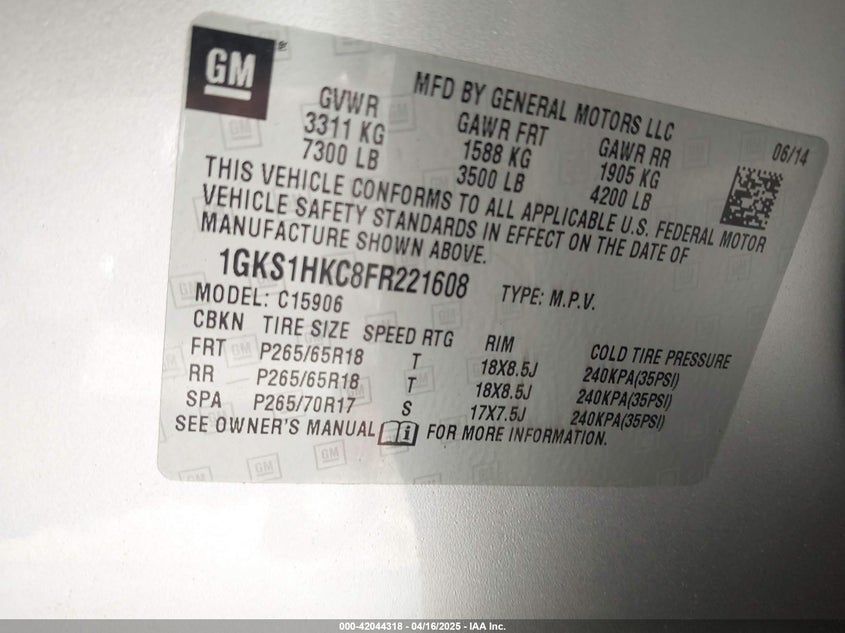 GM
MFD BY GENERAL MOTORS LLC
GVWR GAWR FRT GAWR RR 06/14
3311 KG 1588 KG 1905 KG
7300 LB 3500 LB 4200 LB
THIS VEHICLE CONFORMS TO ALL APPLICABLE U.S. FEDERAL MOTOR
VEHICLE SAFETY STANDARDS IN EFFECT ON THE DATE OF
MANUFACTURE SHOWN ABOVE.
1GKS1HKC8FR221608 TYPE: M.P.V.
MODEL: C15906
CBKN TIRE SIZE SPEED RTG RIM COLD TIRE PRESSURE
FRT P265/65R18 T 18X8.5J 240KPA(35PSI)
RR P265/65R18 T 18X8.5J 240KPA(35PSI)
SPA P265/70R17 S 17X7.5J 240KPA(35PSI)
SEE OWNER'S MANUAL i FOR MORE INFORMATION.
000-42044318 - 04/16/2025 - IAA Inc.